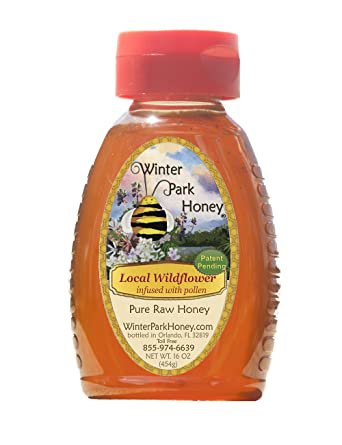 Winter
Park
Honey
Patent
Pending
Local Wildflower
infused with pollen
Pure Raw Honey
WinterParkHoney.com
bottled in Orlando, FL 32819
Toll Free
855-974-6639
NET WT. 16 OZ
(454g)